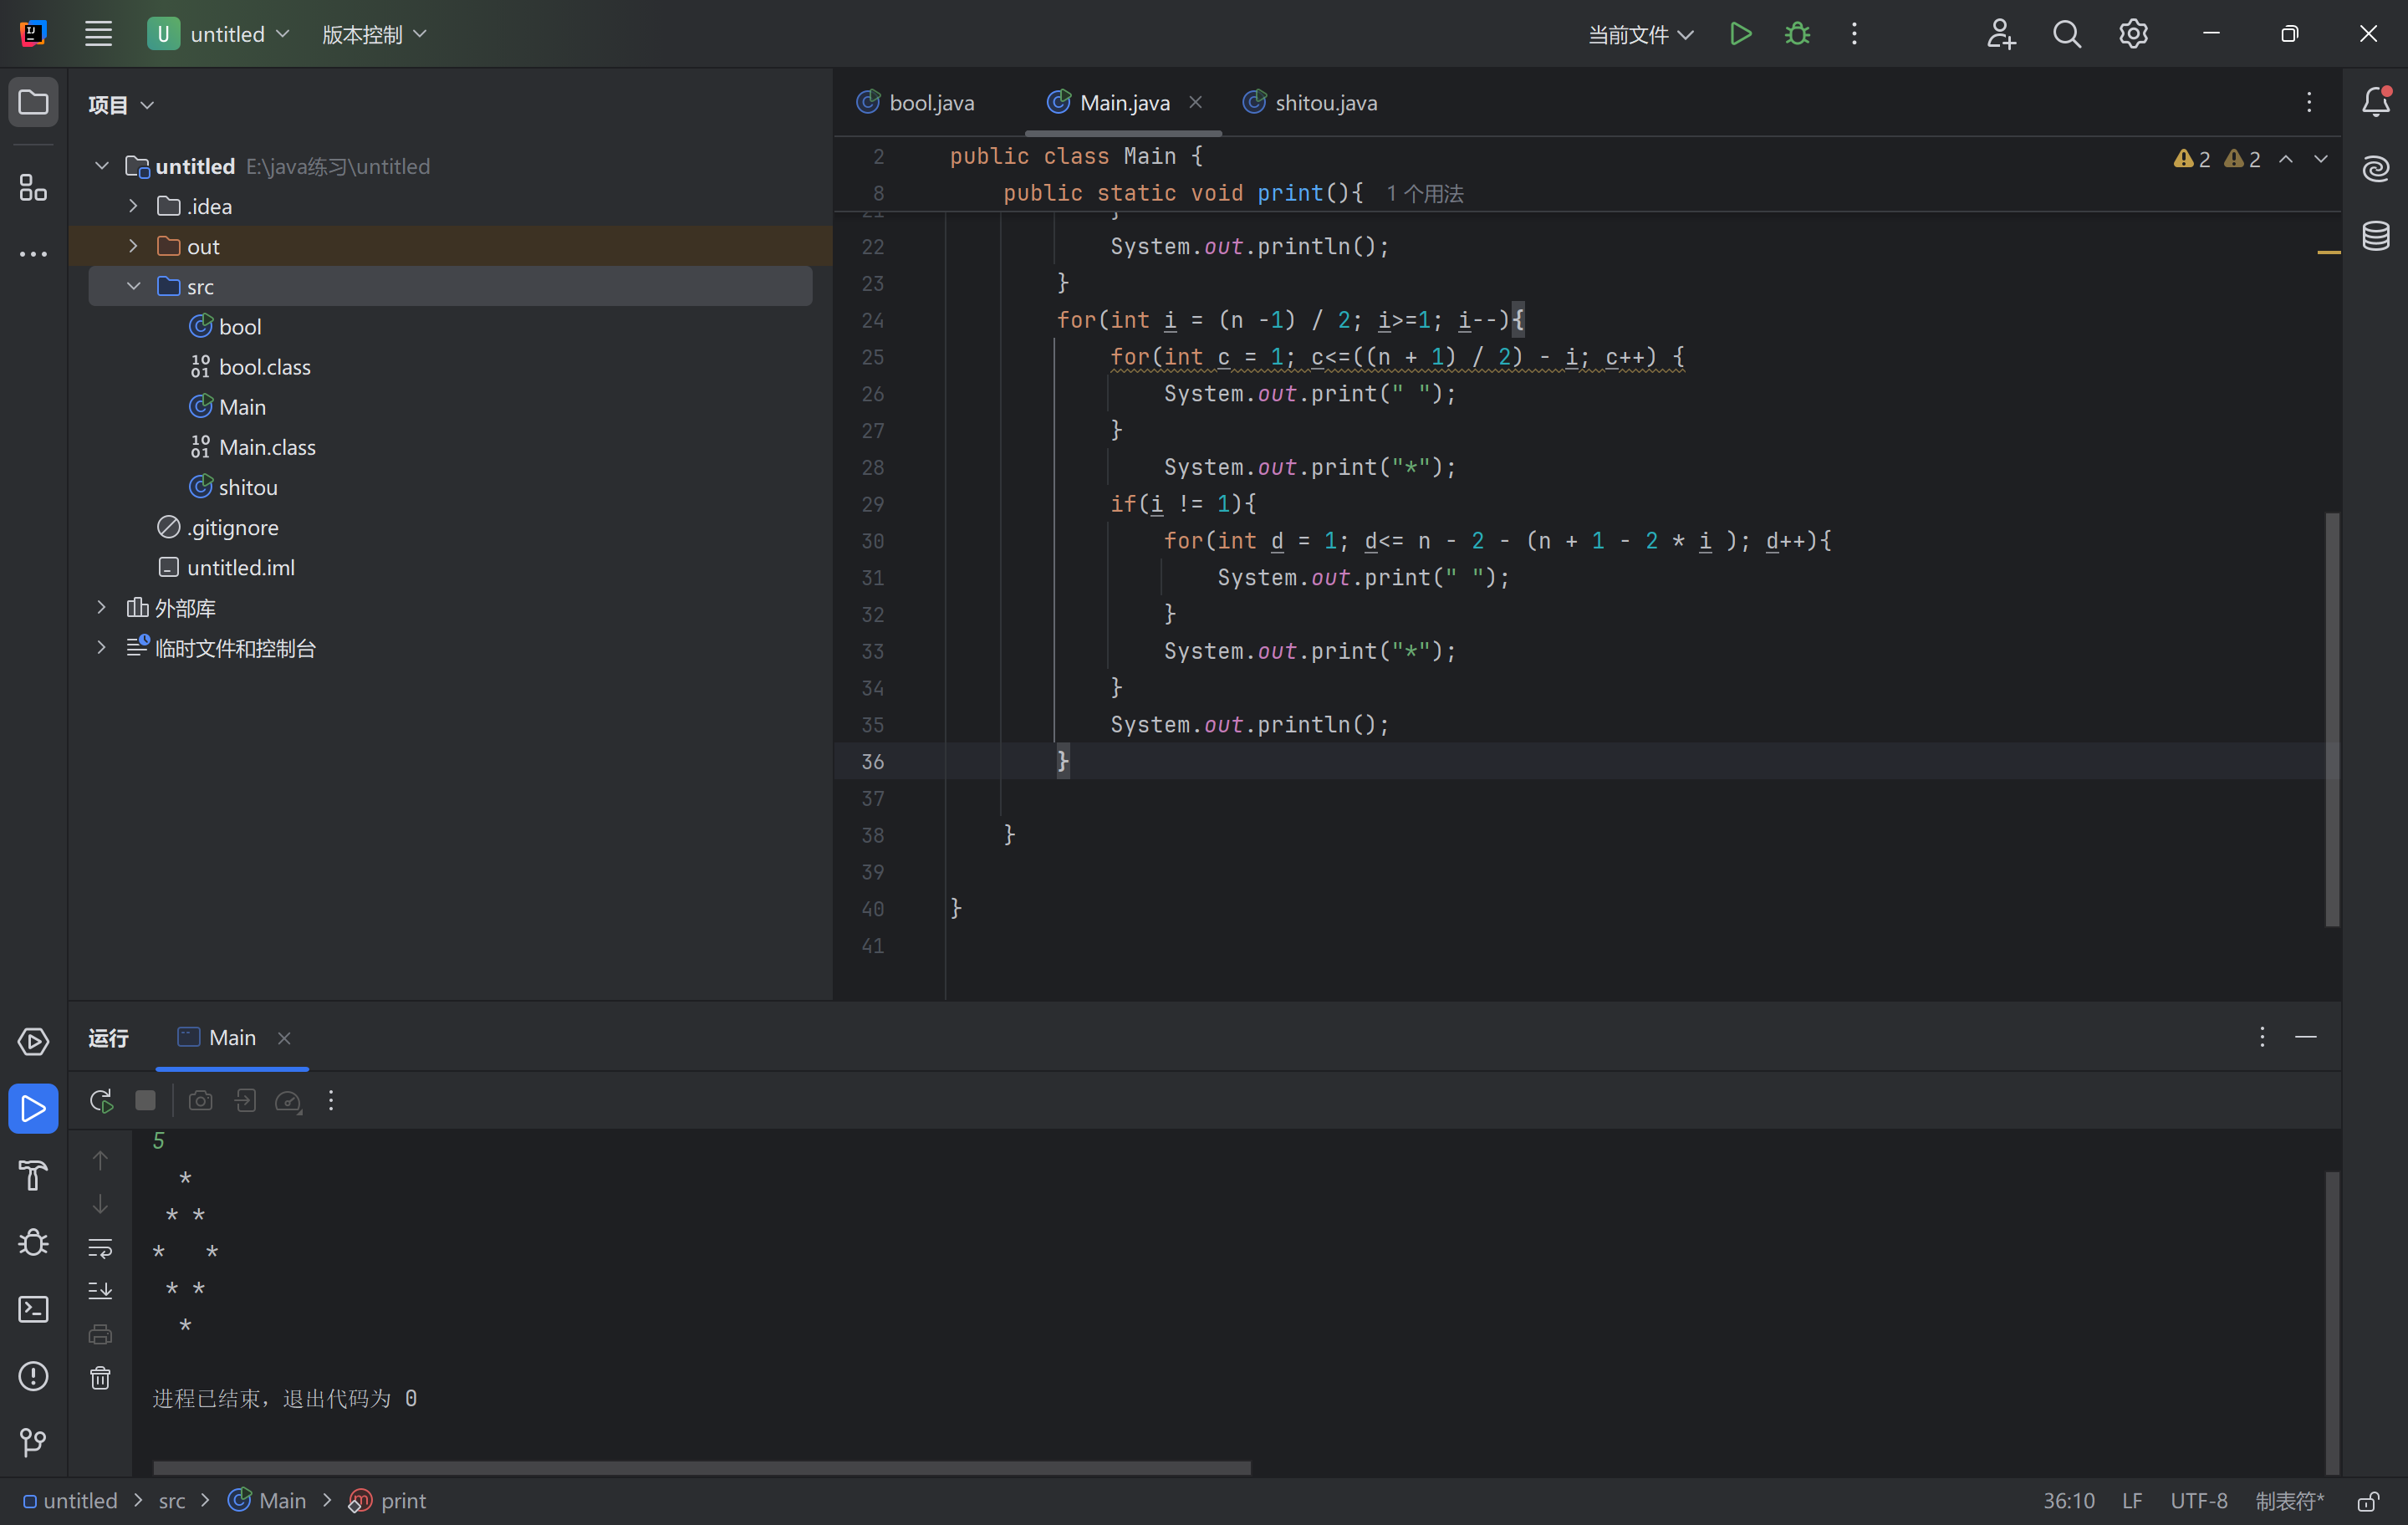 U untitled 版本控制 当前文件
项目
untitled E:\java练习\untitled
.idea
out
src
bool
bool.class
Main
Main.class
shitou
.gitignore
untitled.iml
外部库
临时文件和控制台
bool.java Main.java shitou.java
2 public class Main { 2 2
8 public static void print(){ 1 个用法
21 }
22 System.out.println();
23 }
24 for(int i = (n -1) / 2; i>=1; i--){
25 for(int c = 1; c<=((n + 1) / 2) - i; c++) {
26 System.out.print(" ");
27 }
28 System.out.print("*");
29 if(i != 1){
30 for(int d = 1; d<= n - 2 - (n + 1 - 2 * i ); d++){
31 System.out.print(" ");
32 }
33 System.out.print("*");
34 }
35 System.out.println();
36 }
37
38 }
39
40 }
41
运行 Main
5
  *
 * *
*   *
 * *
  *
进程已结束，退出代码为 0
untitled > src > Main > print 36:10 LF UTF-8 制表符*